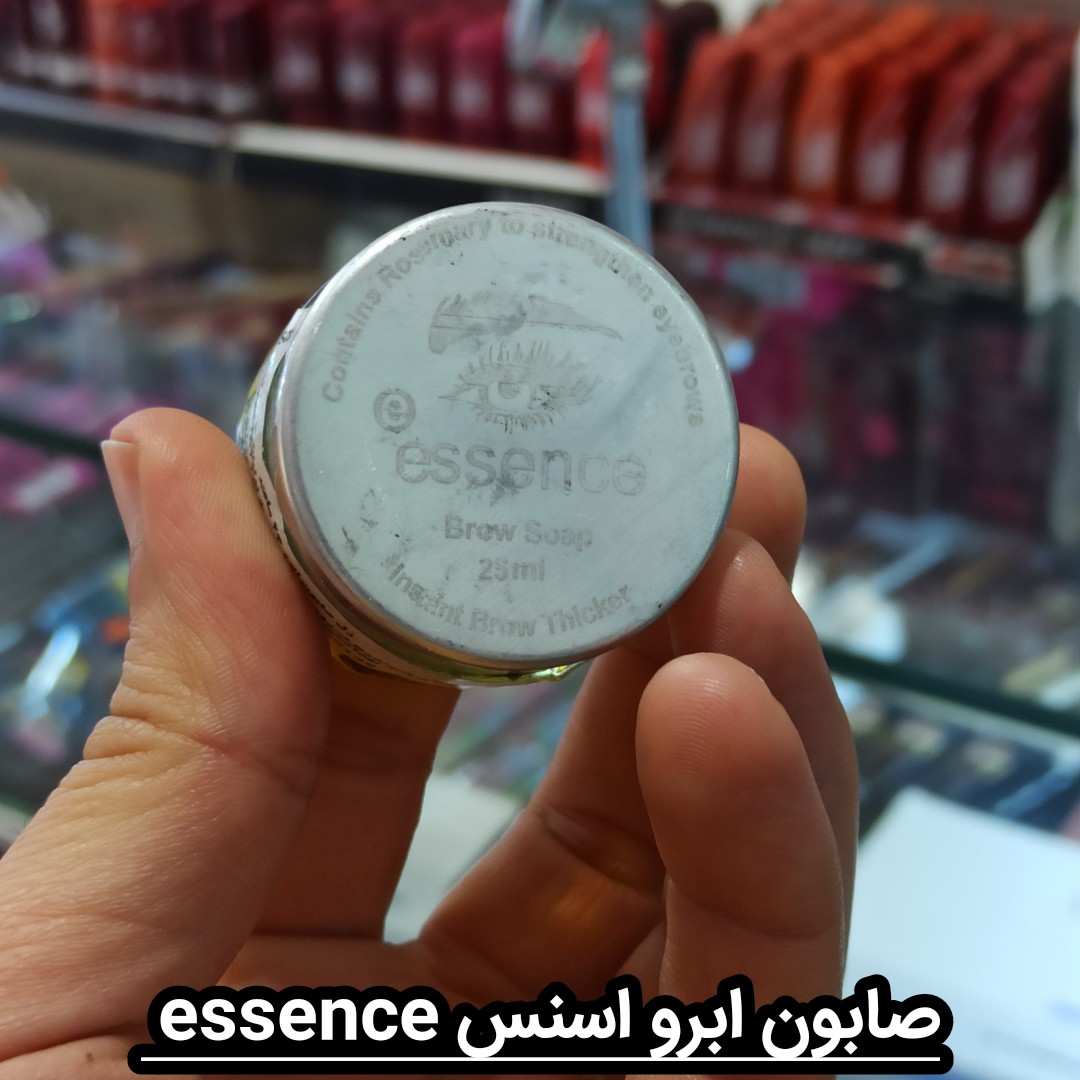 Contains Rosemary to strengthen eyebrows
e
essence
Brow Soap
25ml
Instant Brow Thicker
صابون ابرو اسنس essence